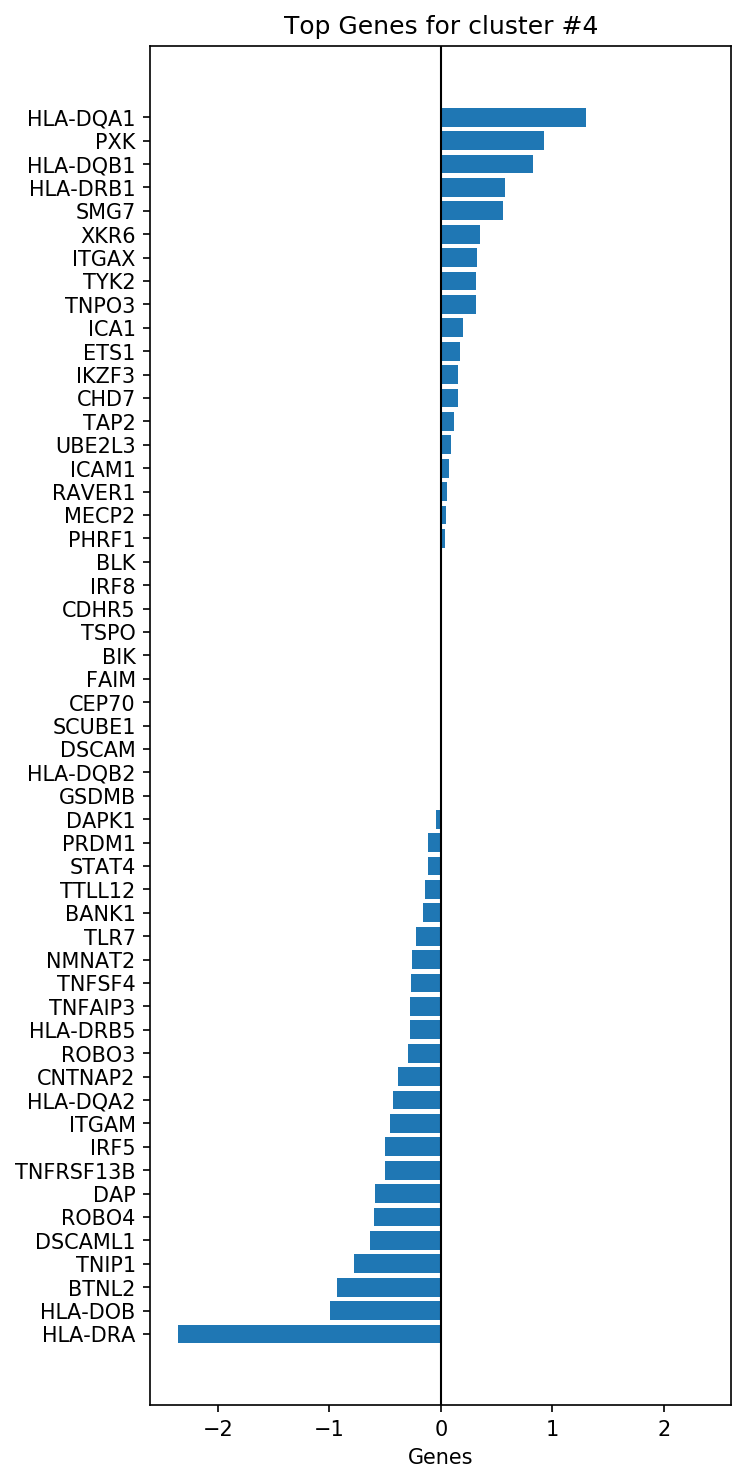 Top Genes for cluster #4
HLA-DQA1
PXK
HLA-DQB1
HLA-DRB1
SMG7
XKR6
ITGAX
TYK2
TNPO3
ICA1
ETS1
IKZF3
CHD7
TAP2
UBE2L3
ICAM1
RAVER1
MECP2
PHRF1
BLK
IRF8
CDHR5
TSPO
BIK
FAIM
CEP70
SCUBE1
DSCAM
HLA-DQB2
GSDMB
DAPK1
PRDM1
STAT4
TTLL12
BANK1
TLR7
NMNAT2
TNFSF4
TNFAIP3
HLA-DRB5
ROBO3
CNTNAP2
HLA-DQA2
ITGAM
IRF5
TNFRSF13B
DAP
ROBO4
DSCAML1
TNIP1
BTNL2
HLA-DOB
HLA-DRA
−2 −1 0 1 2
Genes